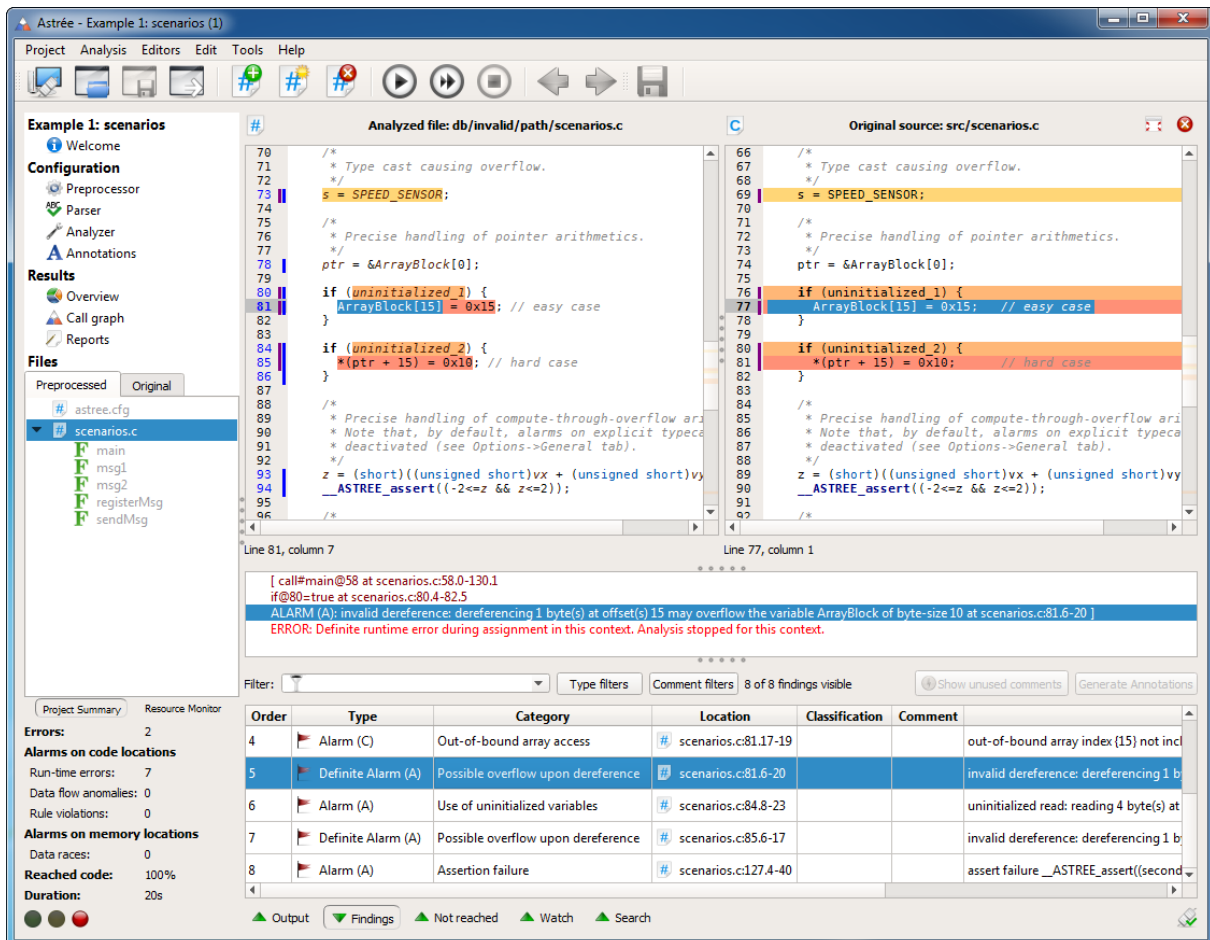 Astrée - Example 1: scenarios (1)
Project Analysis Editors Edit Tools Help
Example 1: scenarios
Welcome
Configuration
Preprocessor
Parser
Analyzer
Annotations
Results
Overview
Call graph
Reports
Files
Preprocessed Original
astree.cfg
scenarios.c
main
msg1
msg2
registerMsg
sendMsg
Analyzed file: db/invalid/path/scenarios.c
70 /*
71 * Type cast causing overflow.
72 */
73 s = SPEED_SENSOR;
74
75 /*
76 * Precise handling of pointer arithmetics.
77 */
78 ptr = &ArrayBlock[0];
79
80 if (uninitialized_1) {
81 ArrayBlock[15] = 0x15; // easy case
82 }
83
84 if (uninitialized_2) {
85 *(ptr + 15) = 0x10; // hard case
86 }
87
88 /*
89 * Precise handling of compute-through-overflow ari
90 * Note that, by default, alarms on explicit typeca
91 * deactivated (see Options->General tab).
92 */
93 z = (short)((unsigned short)vx + (unsigned short)vy
94 __ASTREE_assert((-2<=z && z<=2));
95
96 /*
Line 81, column 7
Original source: src/scenarios.c
66 /*
67 * Type cast causing overflow.
68 */
69 s = SPEED_SENSOR;
70
71 /*
72 * Precise handling of pointer arithmetics.
73 */
74 ptr = &ArrayBlock[0];
75
76 if (uninitialized_1) {
77 ArrayBlock[15] = 0x15; // easy case
78 }
79
80 if (uninitialized_2) {
81 *(ptr + 15) = 0x10; // hard case
82 }
83
84 /*
85 * Precise handling of compute-through-overflow ari
86 * Note that, by default, alarms on explicit typeca
87 * deactivated (see Options->General tab).
88 */
89 z = (short)((unsigned short)vx + (unsigned short)vy
90 __ASTREE_assert((-2<=z && z<=2));
91
92 /*
Line 77, column 1
[ call#main@58 at scenarios.c:58.0-130.1
if@80=true at scenarios.c:80.4-82.5
ALARM (A): invalid dereference: dereferencing 1 byte(s) at offset(s) 15 may overflow the variable ArrayBlock of byte-size 10 at scenarios.c:81.6-20 ]
ERROR: Definite runtime error during assignment in this context. Analysis stopped for this context.
Filter: Type filters Comment filters 8 of 8 findings visible Show unused comments Generate Annotations
Order Type Category Location Classification Comment
4 Alarm (C) Out-of-bound array access scenarios.c:81.17-19 out-of-bound array index {15} not incl
5 Definite Alarm (A) Possible overflow upon dereference scenarios.c:81.6-20 invalid dereference: dereferencing 1 b
6 Alarm (A) Use of uninitialized variables scenarios.c:84.8-23 uninitialized read: reading 4 byte(s) at
7 Definite Alarm (A) Possible overflow upon dereference scenarios.c:85.6-17 invalid dereference: dereferencing 1 b
8 Alarm (A) Assertion failure scenarios.c:127.4-40 assert failure __ASTREE_assert((second
Project Summary Resource Monitor
Errors: 2
Alarms on code locations
Run-time errors: 7
Data flow anomalies: 0
Rule violations: 0
Alarms on memory locations
Data races: 0
Reached code: 100%
Duration: 20s
Output Findings Not reached Watch Search